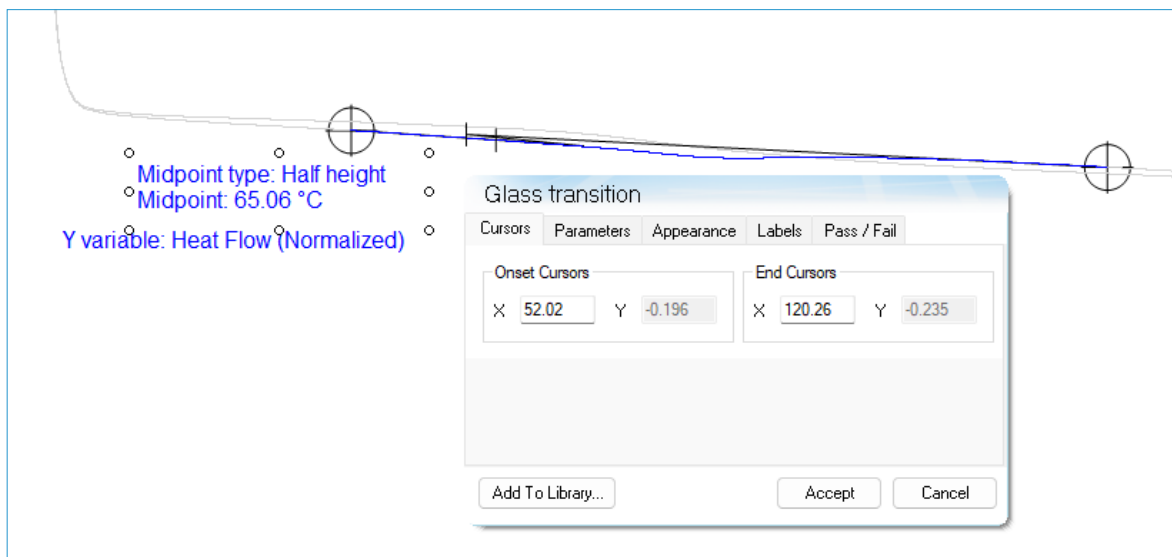 Midpoint type: Half height
Midpoint: 65.06 °C
Y variable: Heat Flow (Normalized)
Glass transition
Cursors Parameters Appearance Labels Pass / Fail
Onset Cursors End Cursors
X 52.02 Y -0.196 X 120.26 Y -0.235
Add To Library... Accept Cancel